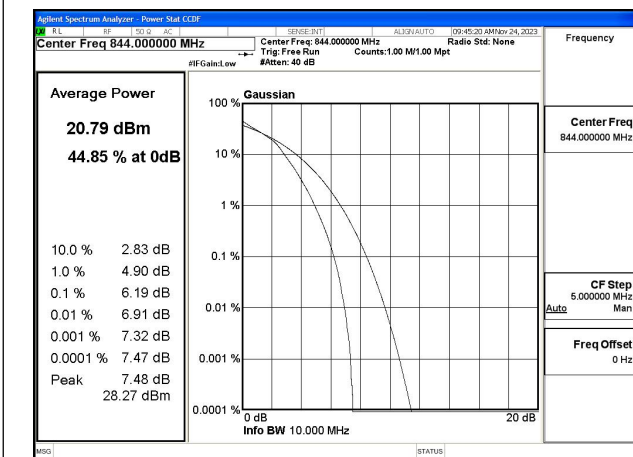 Agilent Spectrum Analyzer - Power Stat CCDF
RL RF 50 Ω AC SENSE:INT ALIGN AUTO 09:45:20 AM Nov 24, 2023
Center Freq 844.000000 MHz
Center Freq: 844.000000 MHz Radio Std: None
Trig: Free Run Counts:1.00 M/1.00 Mpt
#IFGain:Low #Atten: 40 dB
Frequency
Average Power
20.79 dBm
44.85 % at 0dB
10.0 % 2.83 dB
1.0 % 4.90 dB
0.1 % 6.19 dB
0.01 % 6.91 dB
0.001 % 7.32 dB
0.0001 % 7.47 dB
Peak 7.48 dB
28.27 dBm
Gaussian
100 %
10 %
1 %
0.1 %
0.01 %
0.001 %
0.0001 %
0 dB 20 dB
Info BW 10.000 MHz
Center Freq
844.000000 MHz
CF Step
5.000000 MHz
Auto Man
Freq Offset
0 Hz
MSG STATUS